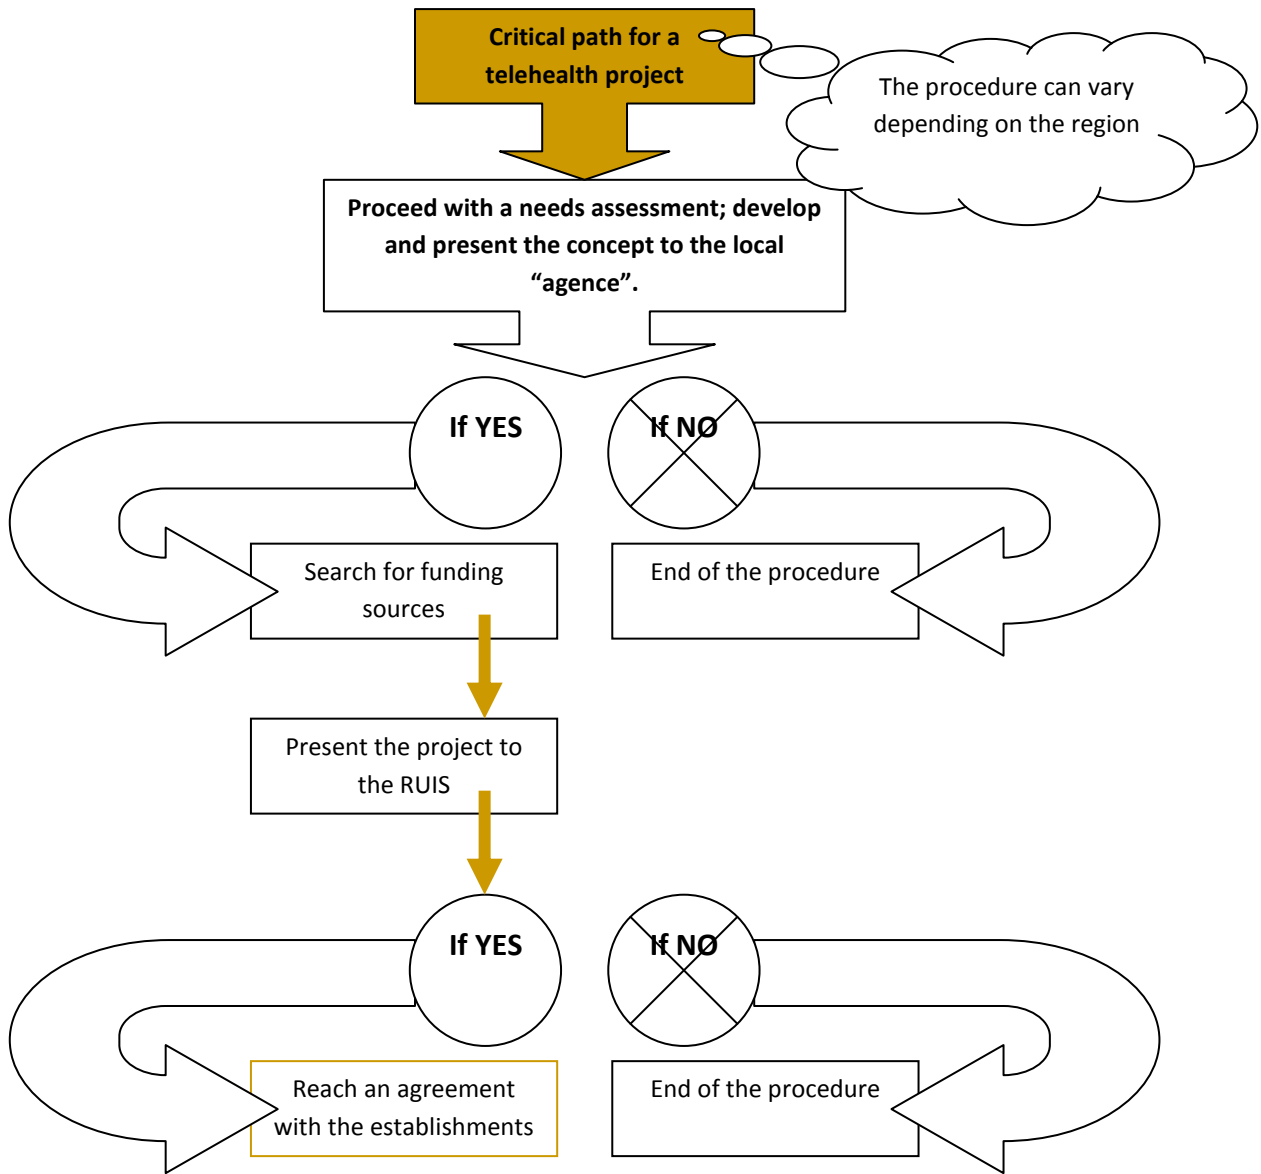 Critical path for a
telehealth project
The procedure can vary
depending on the region
Proceed with a needs assessment; develop
and present the concept to the local
“agence”.
If YES
If NO
Search for funding
sources
End of the procedure
Present the project to
the RUIS
If YES
If NO
Reach an agreement
with the establishments
End of the procedure